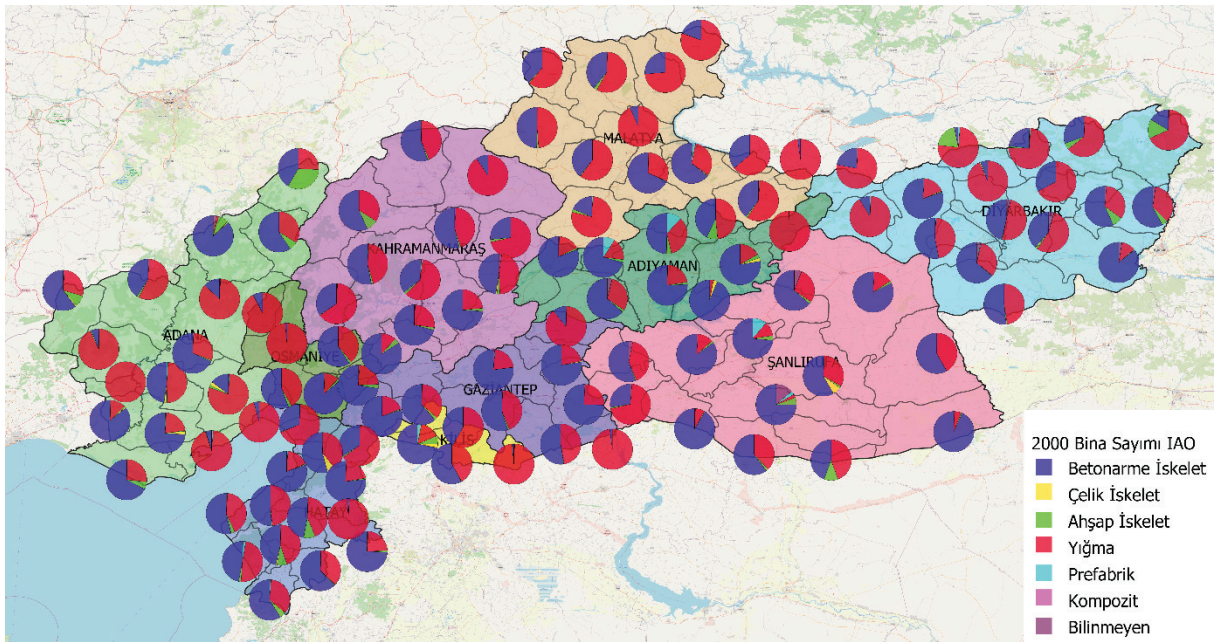 MALATYA
DİYARBAKIR
KAHRAMANMARAŞ
ADIYAMAN
ADANA
OSMANİYE
ŞANLIRUFA
GAZİANTEP
KİLİS
HATAY
2000 Bina Sayımı IAO
Betonarme İskelet
Çelik İskelet
Ahşap İskelet
Yığma
Prefabrik
Kompozit
Bilinmeyen